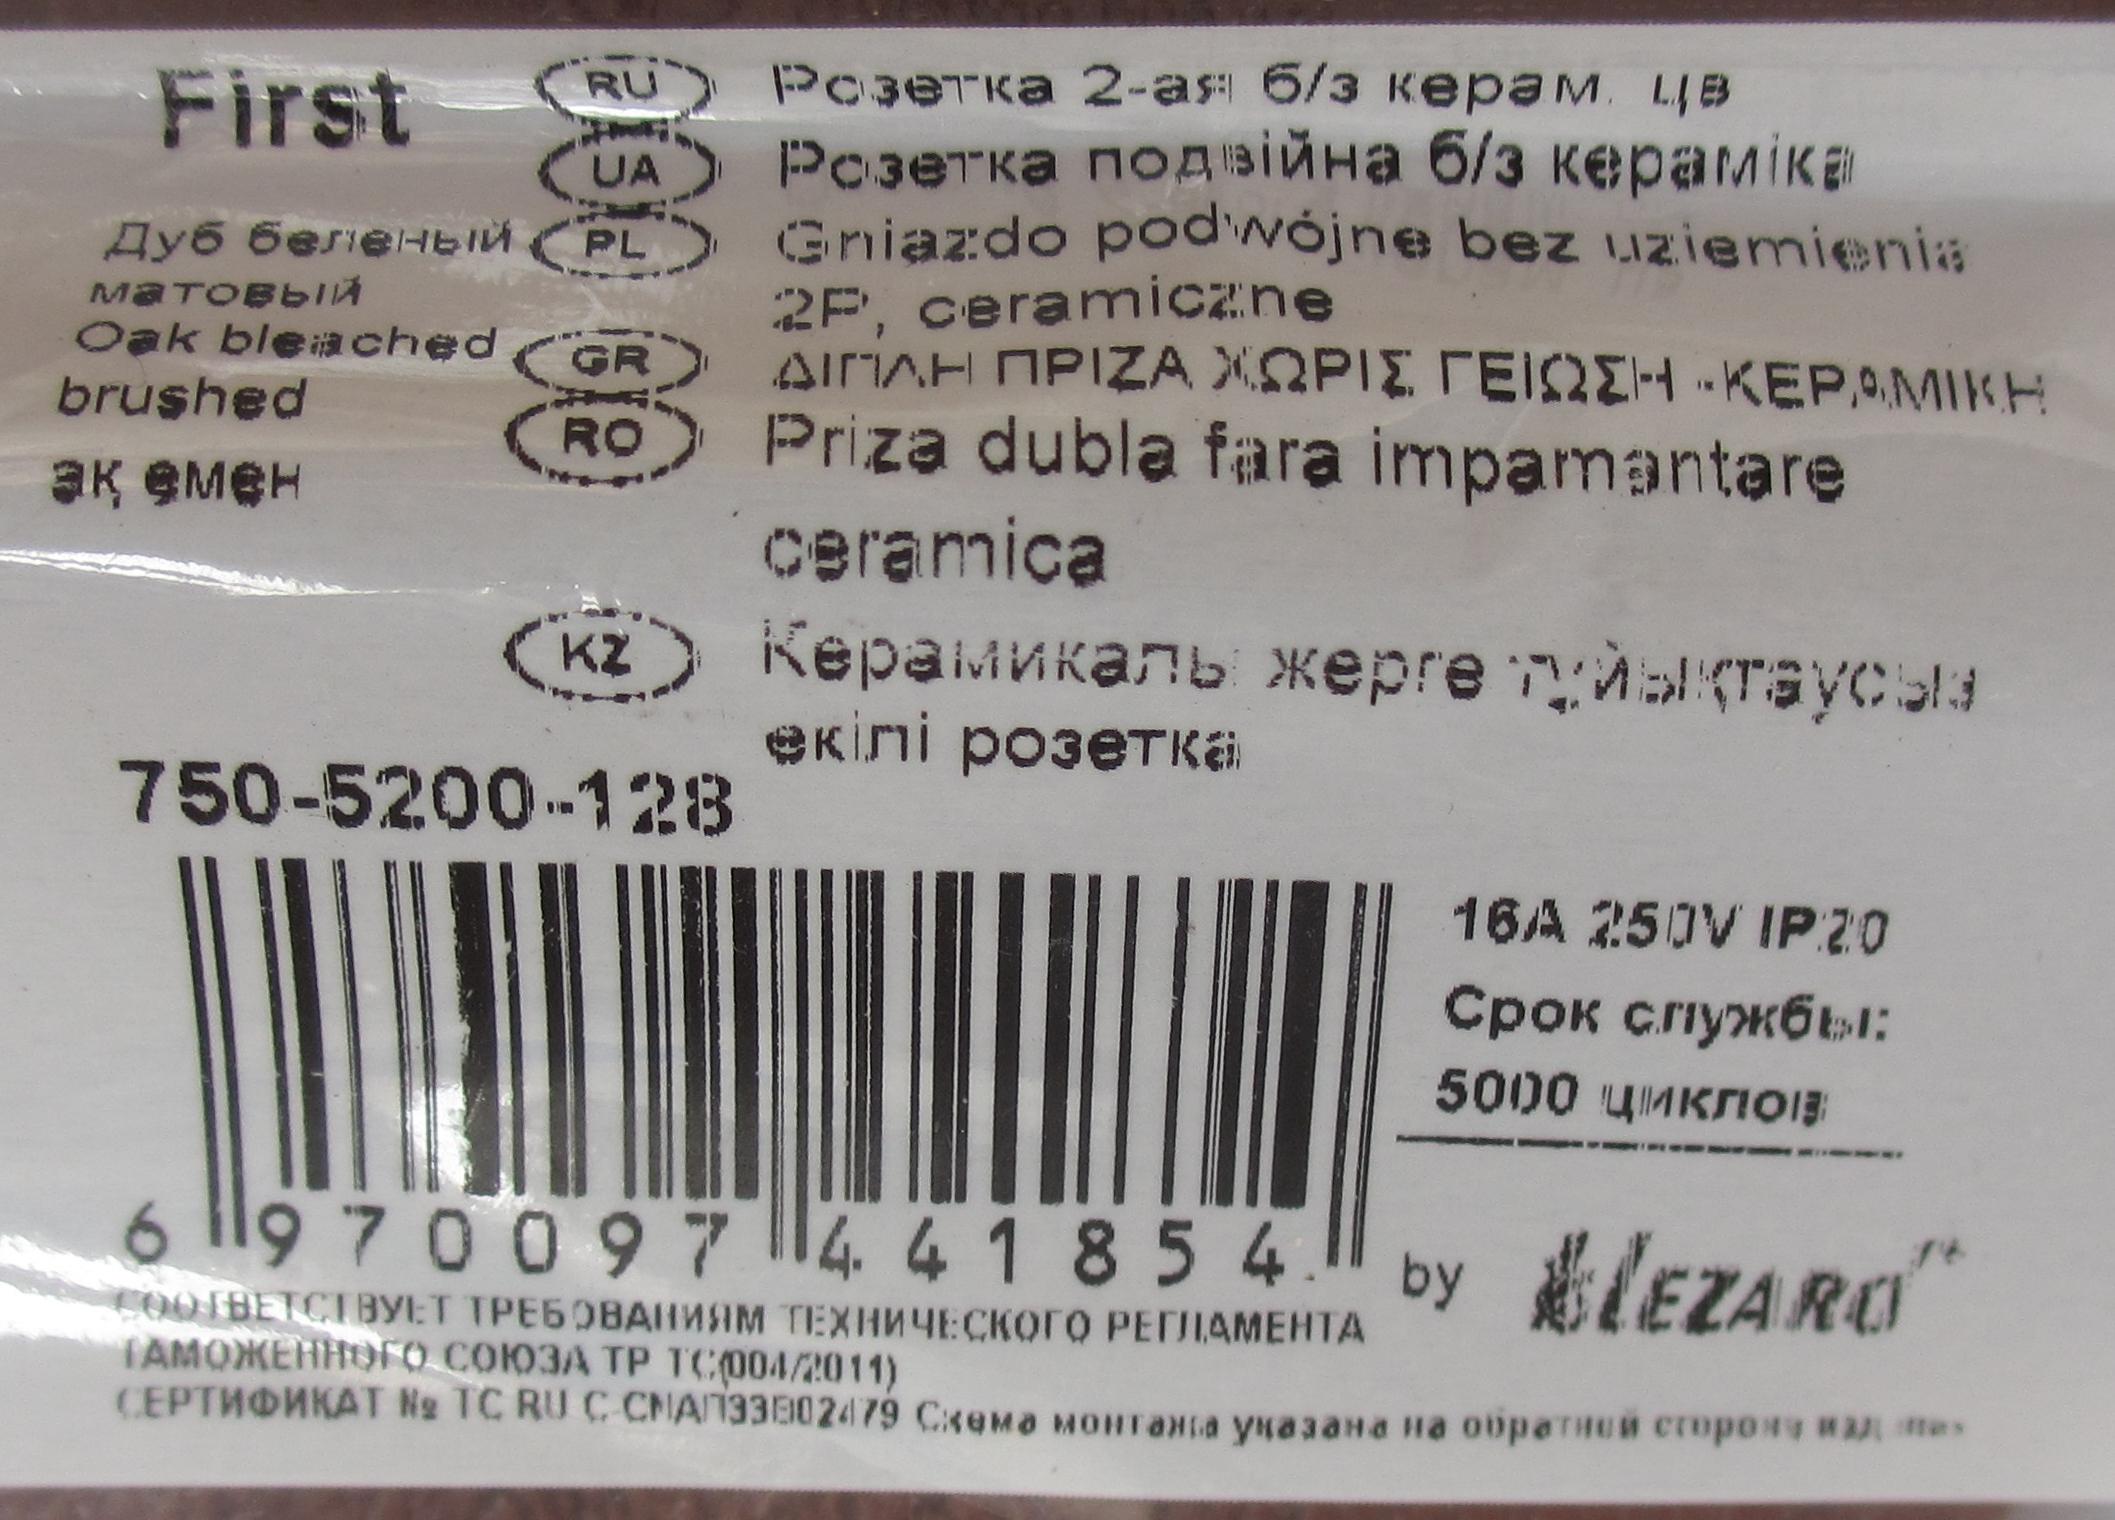 First
RU Розетка 2-ая б/з керам. цв
UA Розетка подвійна б/з кераміка
Дуб беленый
матовый
PL Gniazdo podwójne bez uziemienia
2P, ceramiczne
Oak bleached
brushed
GR ΔΙΠΛΗ ΠΡΙΖΑ ΧΩΡΙΣ ΓΕΙΩΣΗ -ΚΕΡΑΜΙΚΗ
RO Priza dubla fara impamantare
ақ емен
ceramica
KZ Керамикалы жерге тұйықтаусыз
екілі розетка
750-5200-128
16A 250V IP20
Срок службы:
5000 циклов
6 970097 441854
by LEZARD
СООТВЕТСТВУЕТ ТРЕБОВАНИЯМ ТЕХНИЧЕСКОГО РЕГЛАМЕНТА
ТАМОЖЕННОГО СОЮЗА ТР ТС(004/2011)
СЕРТИФИКАТ № ТС RU С-CNАЛ33В02479 Схема монтажа указана на обратной стороне